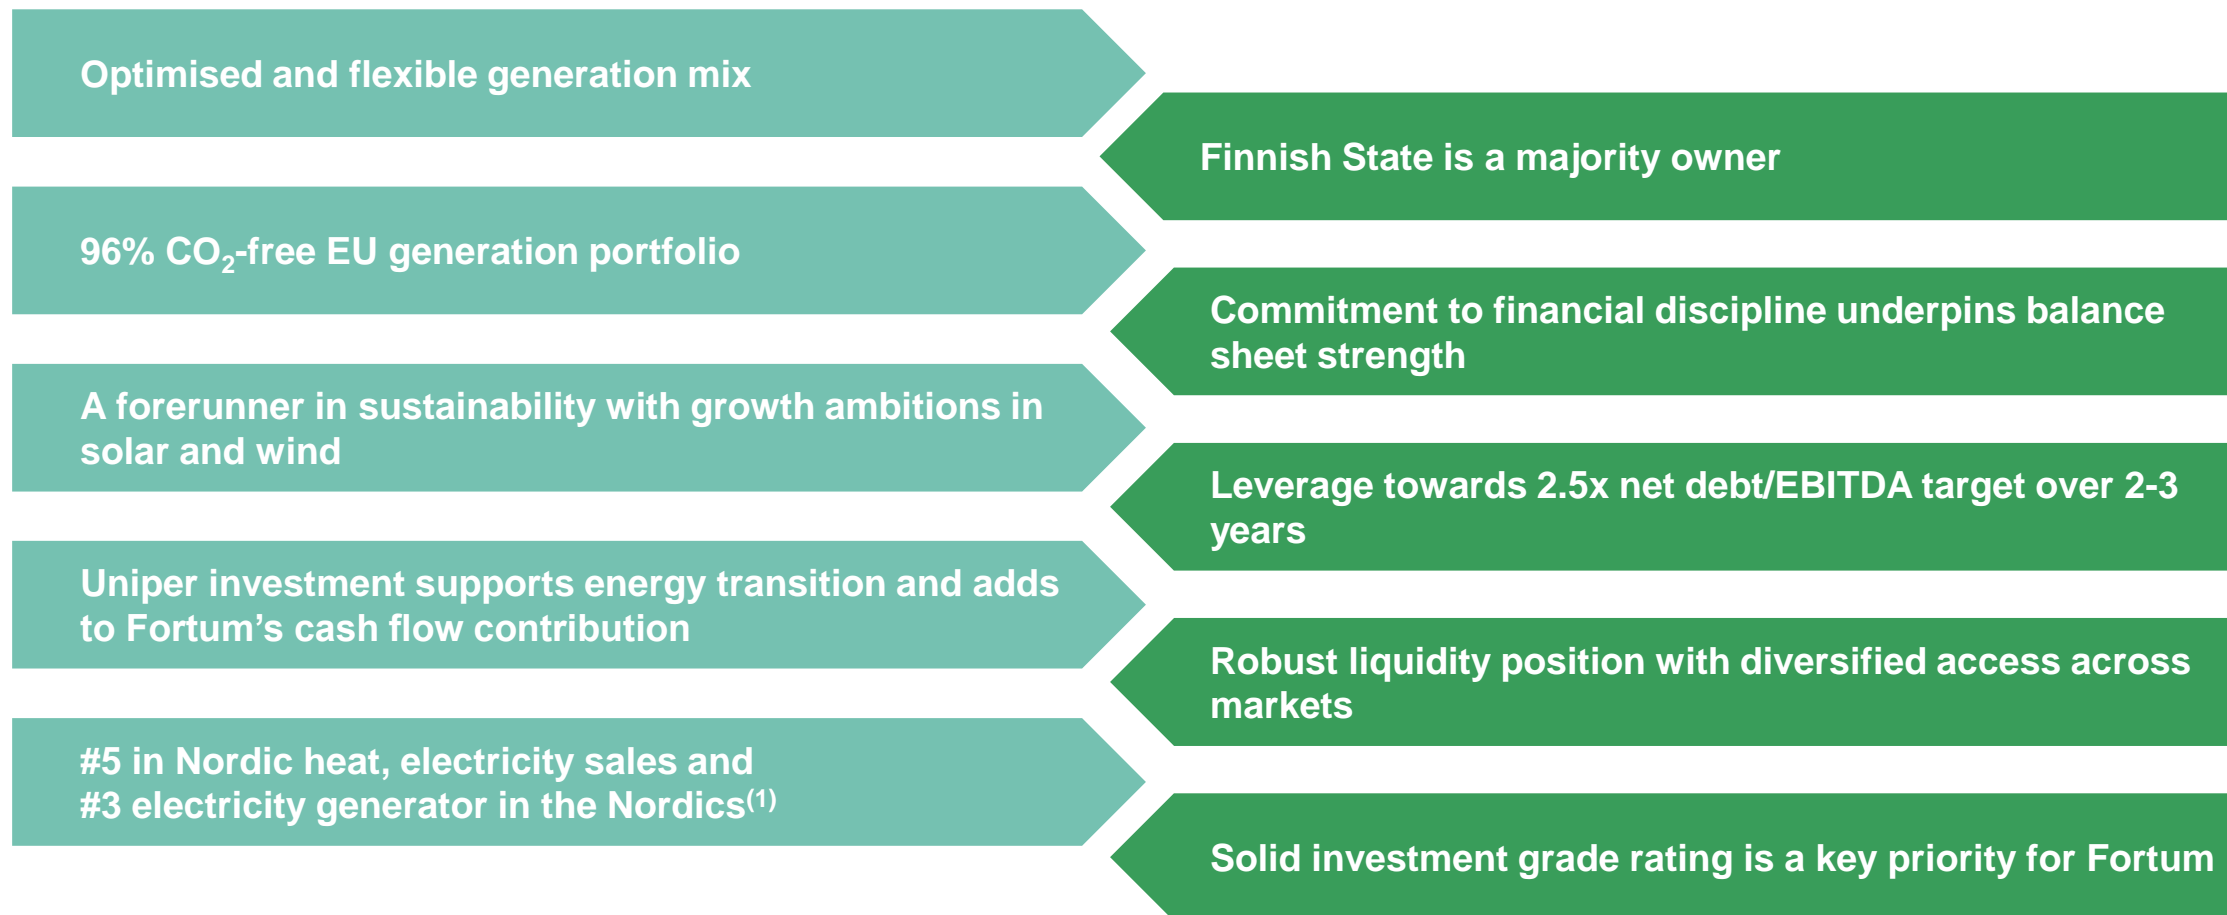 Optimised and flexible generation mix
96% CO₂-free EU generation portfolio
A forerunner in sustainability with growth ambitions in
solar and wind
Uniper investment supports energy transition and adds
to Fortum’s cash flow contribution
#5 in Nordic heat, electricity sales and
#3 electricity generator in the Nordics⁽¹⁾
Finnish State is a majority owner
Commitment to financial discipline underpins balance
sheet strength
Leverage towards 2.5x net debt/EBITDA target over 2-3
years
Robust liquidity position with diversified access across
markets
Solid investment grade rating is a key priority for Fortum